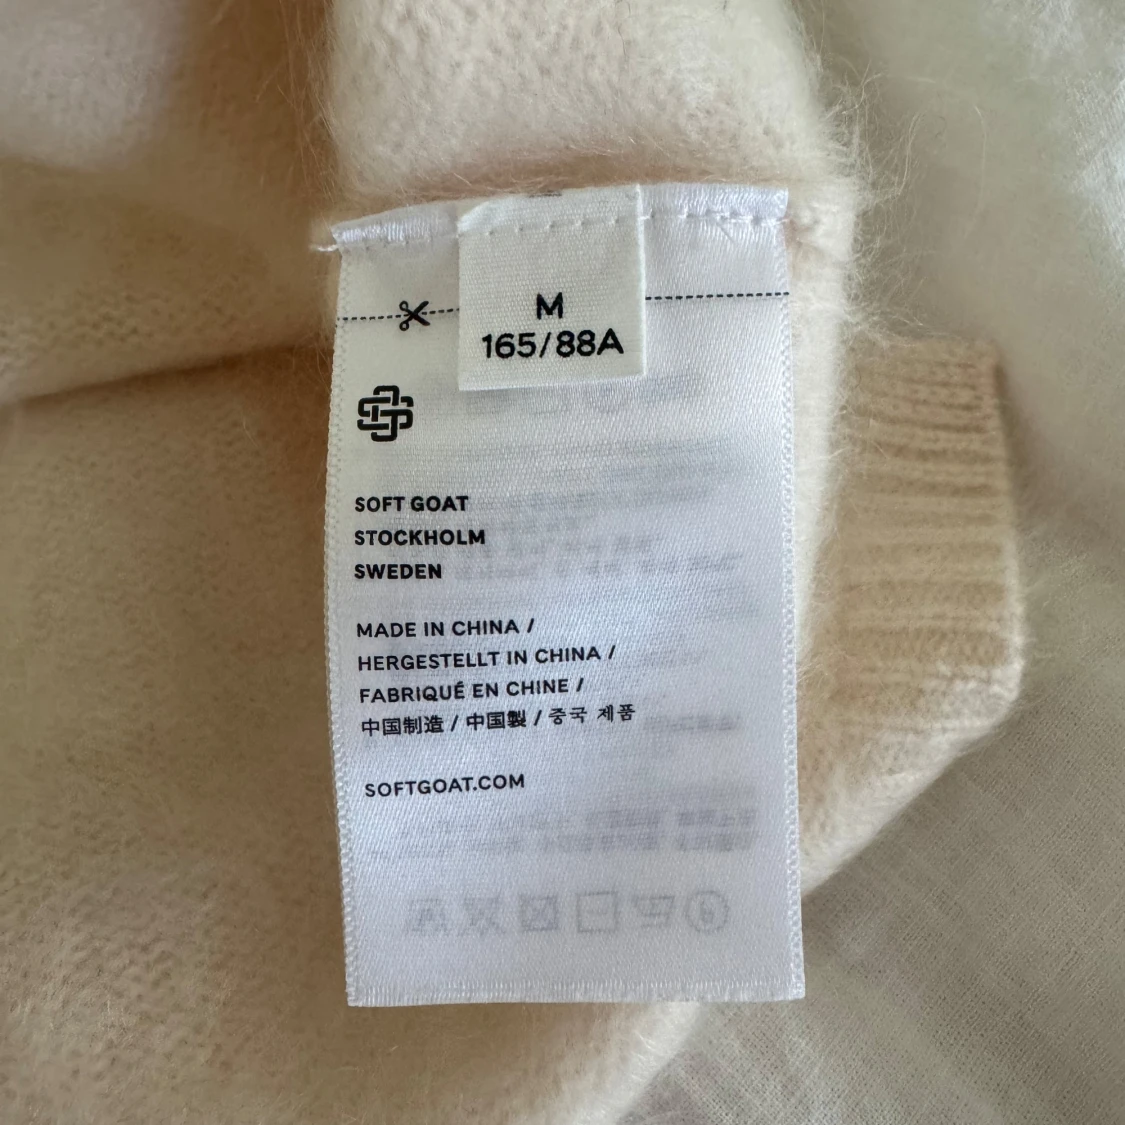 M
165/88A
SOFT GOAT
STOCKHOLM
SWEDEN
MADE IN CHINA /
HERGESTELLT IN CHINA /
FABRIQUÉ EN CHINE /
中国制造 / 中国製 / 중국 제품
SOFTGOAT.COM